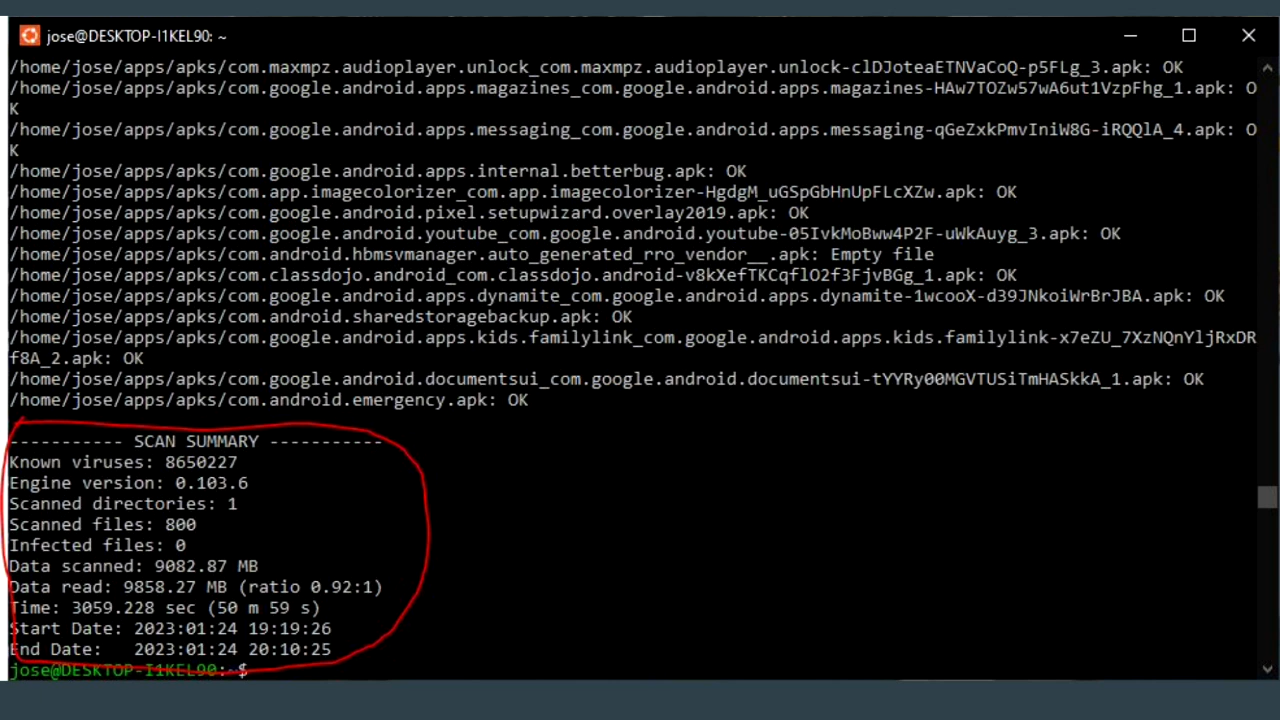 jose@DESKTOP-I1KEL90: ~
/home/jose/apps/apks/com.maxmpz.audioplayer.unlock_com.maxmpz.audioplayer.unlock-clDJoteaETNVaCoQ-p5FLg_3.apk: OK
/home/jose/apps/apks/com.google.android.apps.magazines_com.google.android.apps.magazines-HAw7TOZw57wA6ut1VzpFhg_1.apk: O
K
/home/jose/apps/apks/com.google.android.apps.messaging_com.google.android.apps.messaging-qGeZxkPmvIniW8G-iRQQlA_4.apk: O
K
/home/jose/apps/apks/com.google.android.apps.internal.betterbug.apk: OK
/home/jose/apps/apks/com.app.imagecolorizer_com.app.imagecolorizer-HgdgM_uGSpGbHnUpFLcXZw.apk: OK
/home/jose/apps/apks/com.google.android.pixel.setupwizard.overlay2019.apk: OK
/home/jose/apps/apks/com.google.android.youtube_com.google.android.youtube-05IvkMoBww4P2F-uWkAuyg_3.apk: OK
/home/jose/apps/apks/com.android.hbmsvmanager.auto_generated_rro_vendor__.apk: Empty file
/home/jose/apps/apks/com.classdojo.android_com.classdojo.android-v8kXefTKCqflO2f3FjvBGg_1.apk: OK
/home/jose/apps/apks/com.google.android.apps.dynamite_com.google.android.apps.dynamite-1wcooX-d39JNkoiWrBrJBA.apk: OK
/home/jose/apps/apks/com.android.sharedstoragebackup.apk: OK
/home/jose/apps/apks/com.google.android.apps.kids.familylink_com.google.android.apps.kids.familylink-x7eZU_7XzNQnYljRxDR
f8A_2.apk: OK
/home/jose/apps/apks/com.google.android.documentsui_com.google.android.documentsui-tYYRy00MGVTUSiTmHASkkA_1.apk: OK
/home/jose/apps/apks/com.android.emergency.apk: OK
----------- SCAN SUMMARY -----------
Known viruses: 8650227
Engine version: 0.103.6
Scanned directories: 1
Scanned files: 800
Infected files: 0
Data scanned: 9082.87 MB
Data read: 9858.27 MB (ratio 0.92:1)
Time: 3059.228 sec (50 m 59 s)
Start Date: 2023:01:24 19:19:26
End Date:   2023:01:24 20:10:25
jose@DESKTOP-I1KEL90:~$